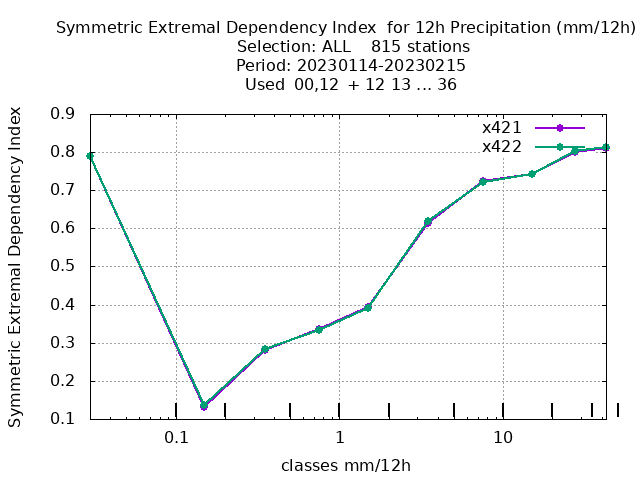 Symmetric Extremal Dependency Index  for 12h Precipitation (mm/12h)
Selection: ALL    815 stations
Period: 20230114-20230215
Used  00,12  + 12 13 ... 36
Symmetric Extremal Dependency Index
0.9
0.8
0.7
0.6
0.5
0.4
0.3
0.2
0.1
x421
x422
0.1
1
10
classes mm/12h